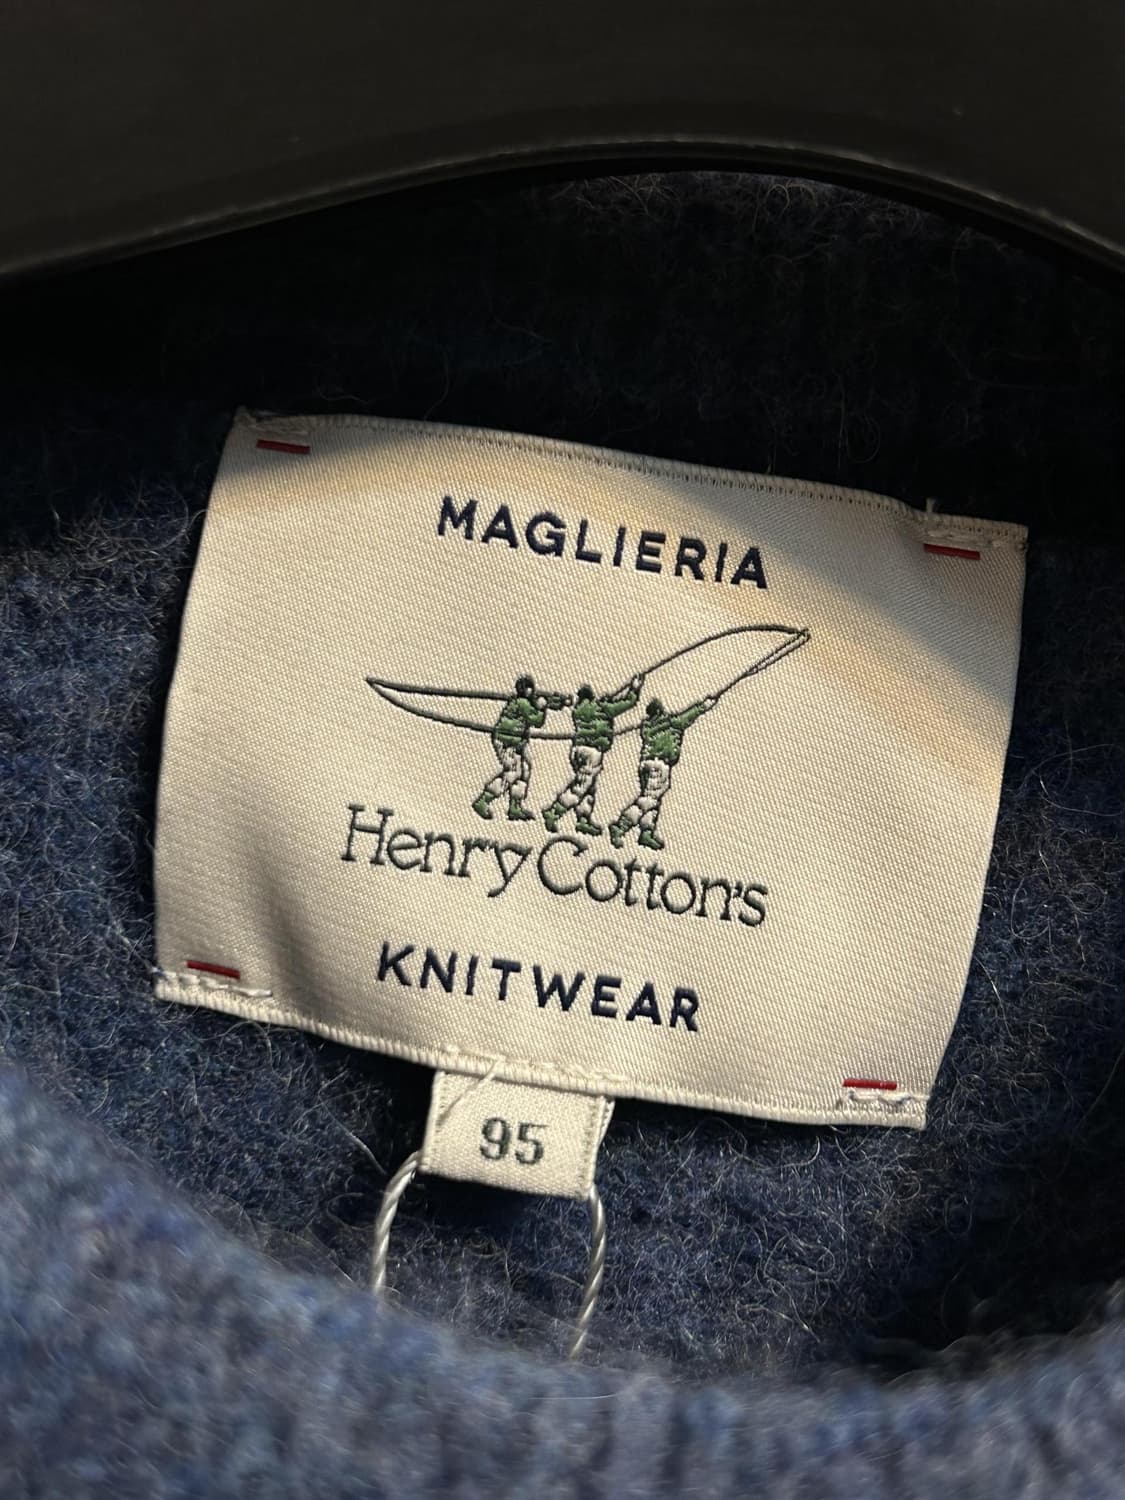 MAGLIERIA
Henry Cotton's
KNITWEAR
95